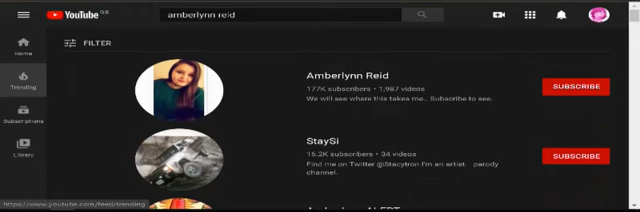 YouTube GB
amberlynn reid
FILTER
Home
Trending
Subscriptions
Library
Amberlynn Reid
177K subscribers • 1,987 videos
We will see where this takes me.. Subscribe to see.
SUBSCRIBE
StaySi
16.2K subscribers • 34 videos
Find me on Twitter @Stacytron I'm an artist. parody
channel.
SUBSCRIBE
https://www.youtube.com/feed/trending